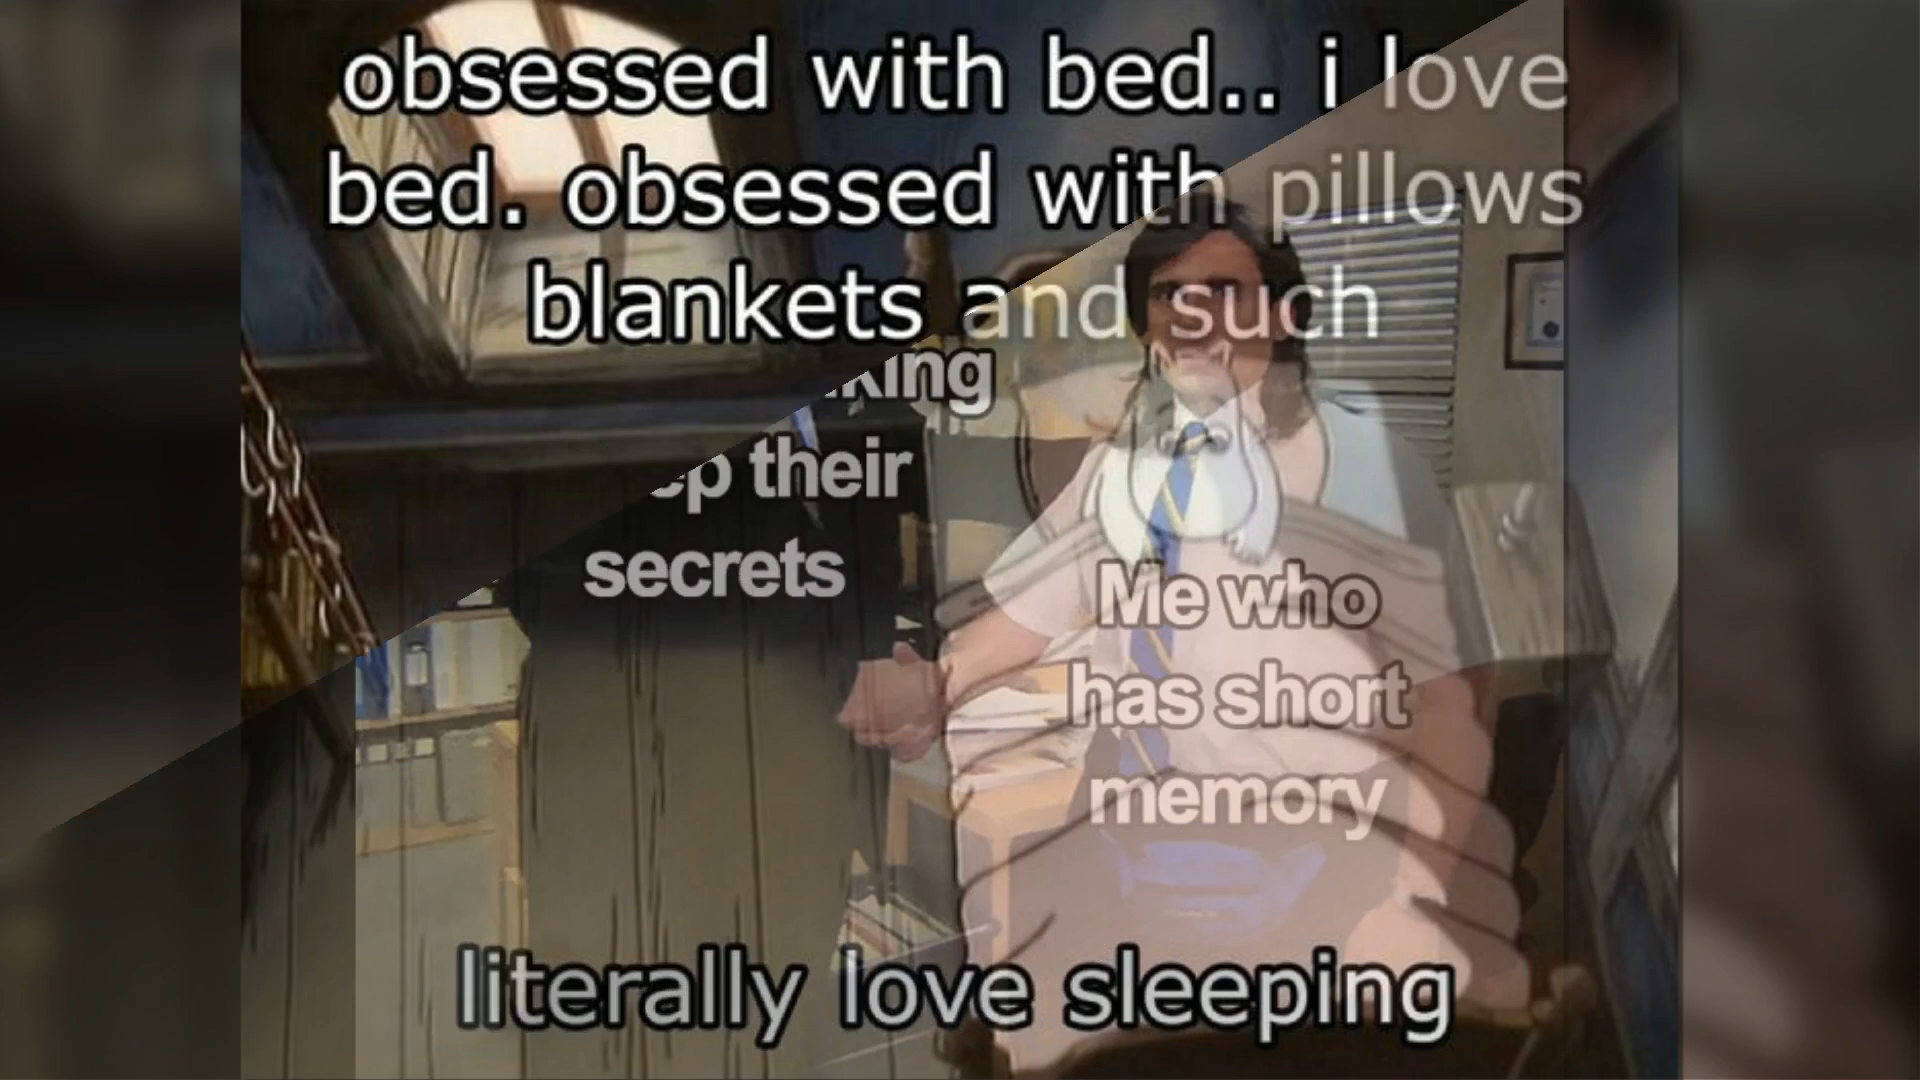 obsessed with bed.. i love
bed. obsessed with pillows
blankets and such
their
secrets
Me who
has short
memory
literally love sleeping